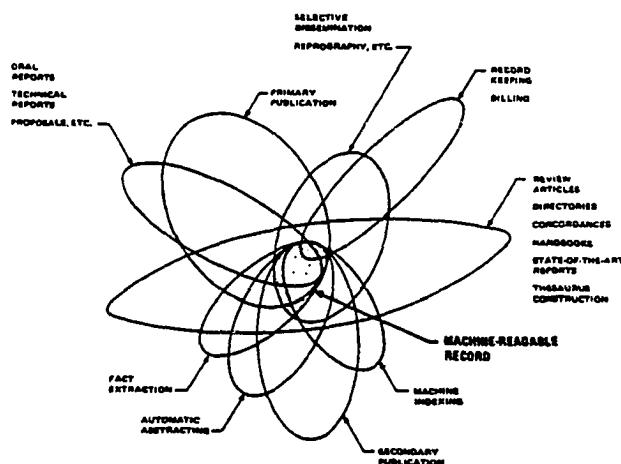 SELECTIVE
DISSEMINATION
REPROGRAPHY, ETC.
ORAL
REPORTS
TECHNICAL
REPORTS
PROPOSALS, ETC.
PRIMARY
PUBLICATION
RECORD
KEEPING
BILLING
REVIEW
ARTICLES
DIRECTORIES
CONCORDANCES
HANDBOOKS
STATE-OF-THE-ART
REPORTS
THESAURUS
CONSTRUCTION
MACHINE-READABLE
RECORD
FACT
EXTRACTION
MACHINE
INDEXING
AUTOMATIC
ABSTRACTING
SECONDARY
PUBLICATION